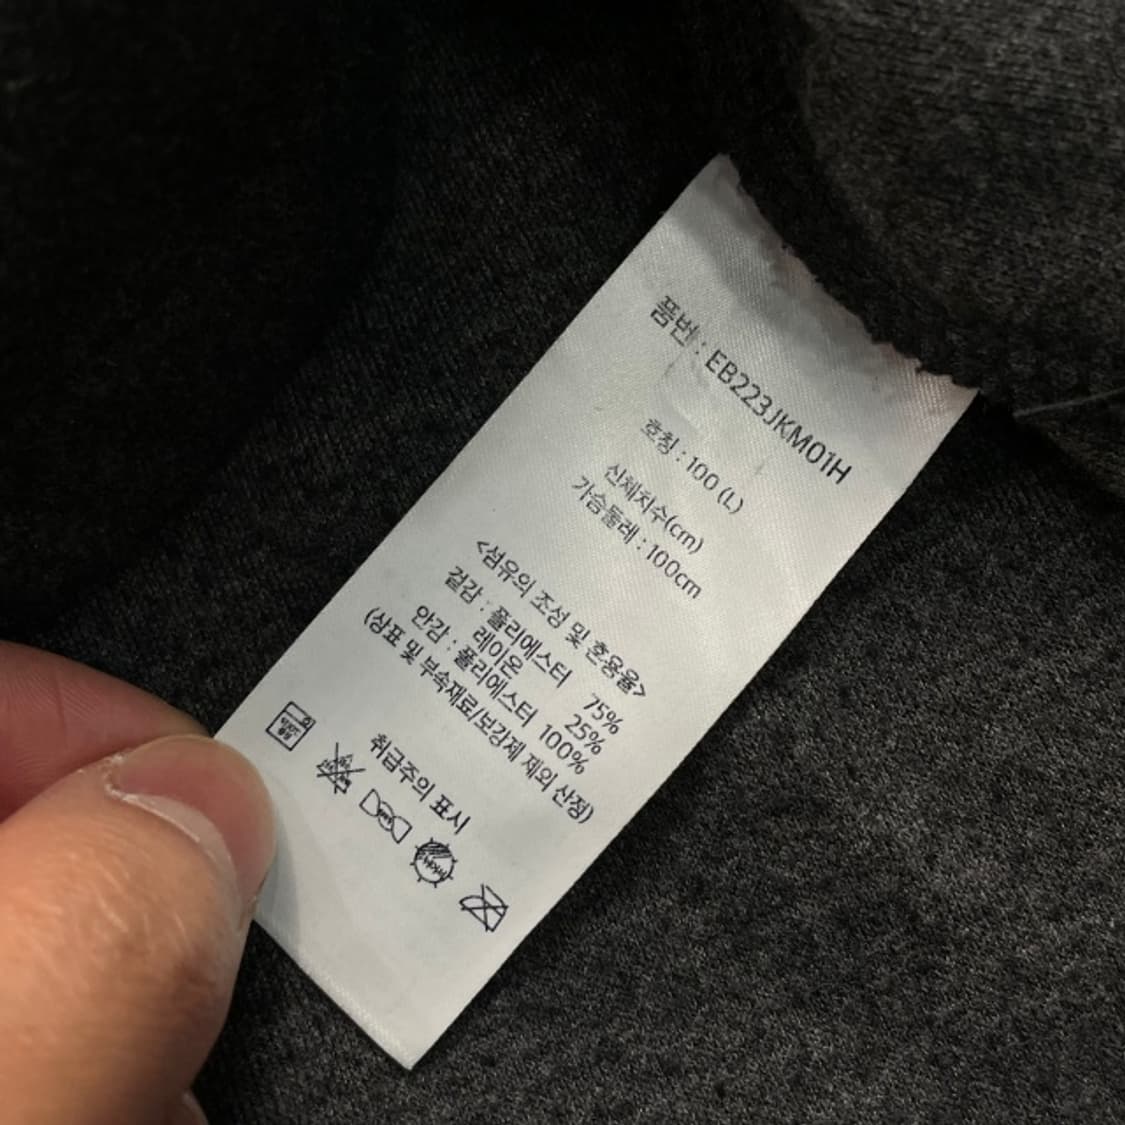 품번 : EB223JKM01H
호칭 : 100 (L)
신체치수(cm)
가슴둘레 : 100cm
<섬유의 조성 및 혼용율>
겉감 : 폴리에스터 75%
레이온 25%
안감 : 폴리에스터 100%
(상표 및 부속재료/보강제 제외 산정)
취급주의 표시